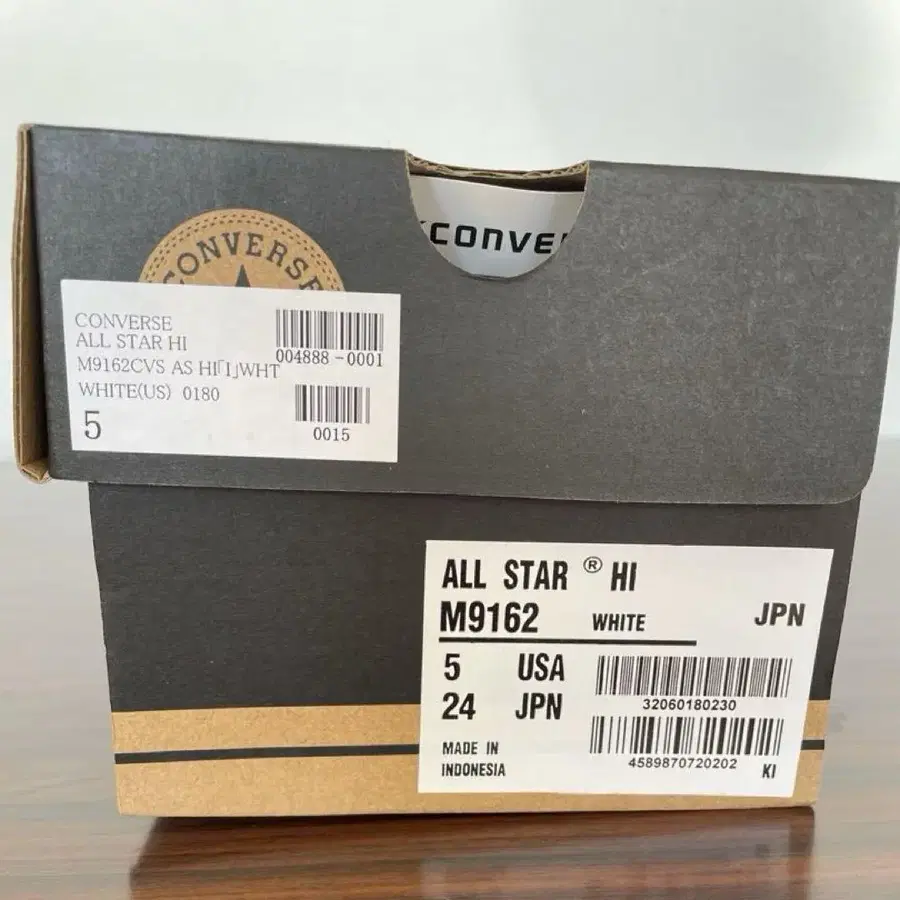 CONVERSE
CONVE
CONVERSE
ALL STAR HI
M9162CVS AS HI「I」WHT
WHITE(US) 0180
5
004888-0001
0015
ALL STAR ® HI
M9162 WHITE JPN
5 USA
24 JPN
32060180230
MADE IN
INDONESIA
4589870720202 KI